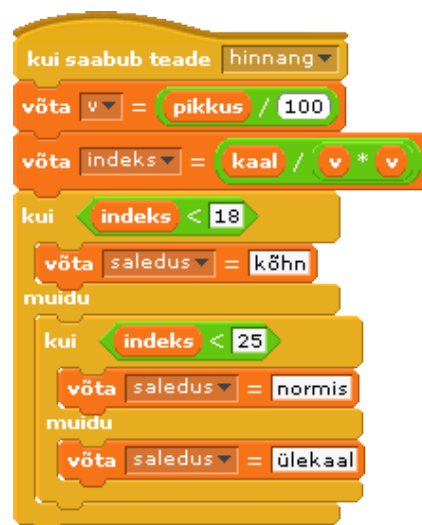 kui saabub teade hinnang
võta v = pikkus / 100
võta indeks = kaal / v * v
kui indeks < 18
võta saledus = kõhn
muidu
kui indeks < 25
võta saledus = normis
muidu
võta saledus = ülekaal